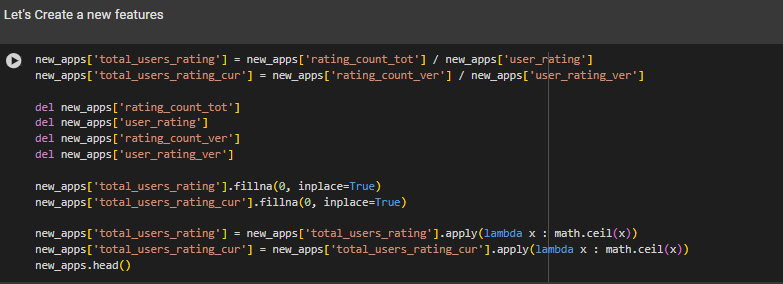 Let's Create a new features
new_apps['total_users_rating'] = new_apps['rating_count_tot'] / new_apps['user_rating']
new_apps['total_users_rating_cur'] = new_apps['rating_count_ver'] / new_apps['user_rating_ver']
del new_apps['rating_count_tot']
del new_apps['user_rating']
del new_apps['rating_count_ver']
del new_apps['user_rating_ver']
new_apps['total_users_rating'].fillna(0, inplace=True)
new_apps['total_users_rating_cur'].fillna(0, inplace=True)
new_apps['total_users_rating'] = new_apps['total_users_rating'].apply(lambda x : math.ceil(x))
new_apps['total_users_rating_cur'] = new_apps['total_users_rating_cur'].apply(lambda x : math.ceil(x))
new_apps.head()